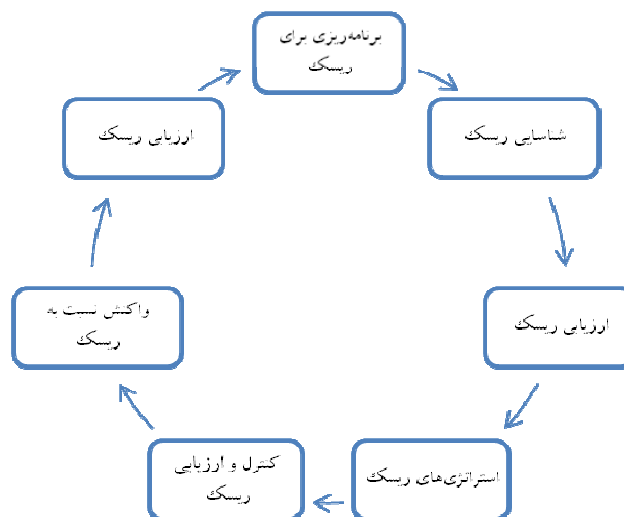 برنامه‌ریزی برای
ریسک
شناسایی ریسک
ارزیابی ریسک
استراتژی‌های ریسک
کنترل و ارزیابی
ریسک
واکنش نسبت به
ریسک
ارزیابی ریسک